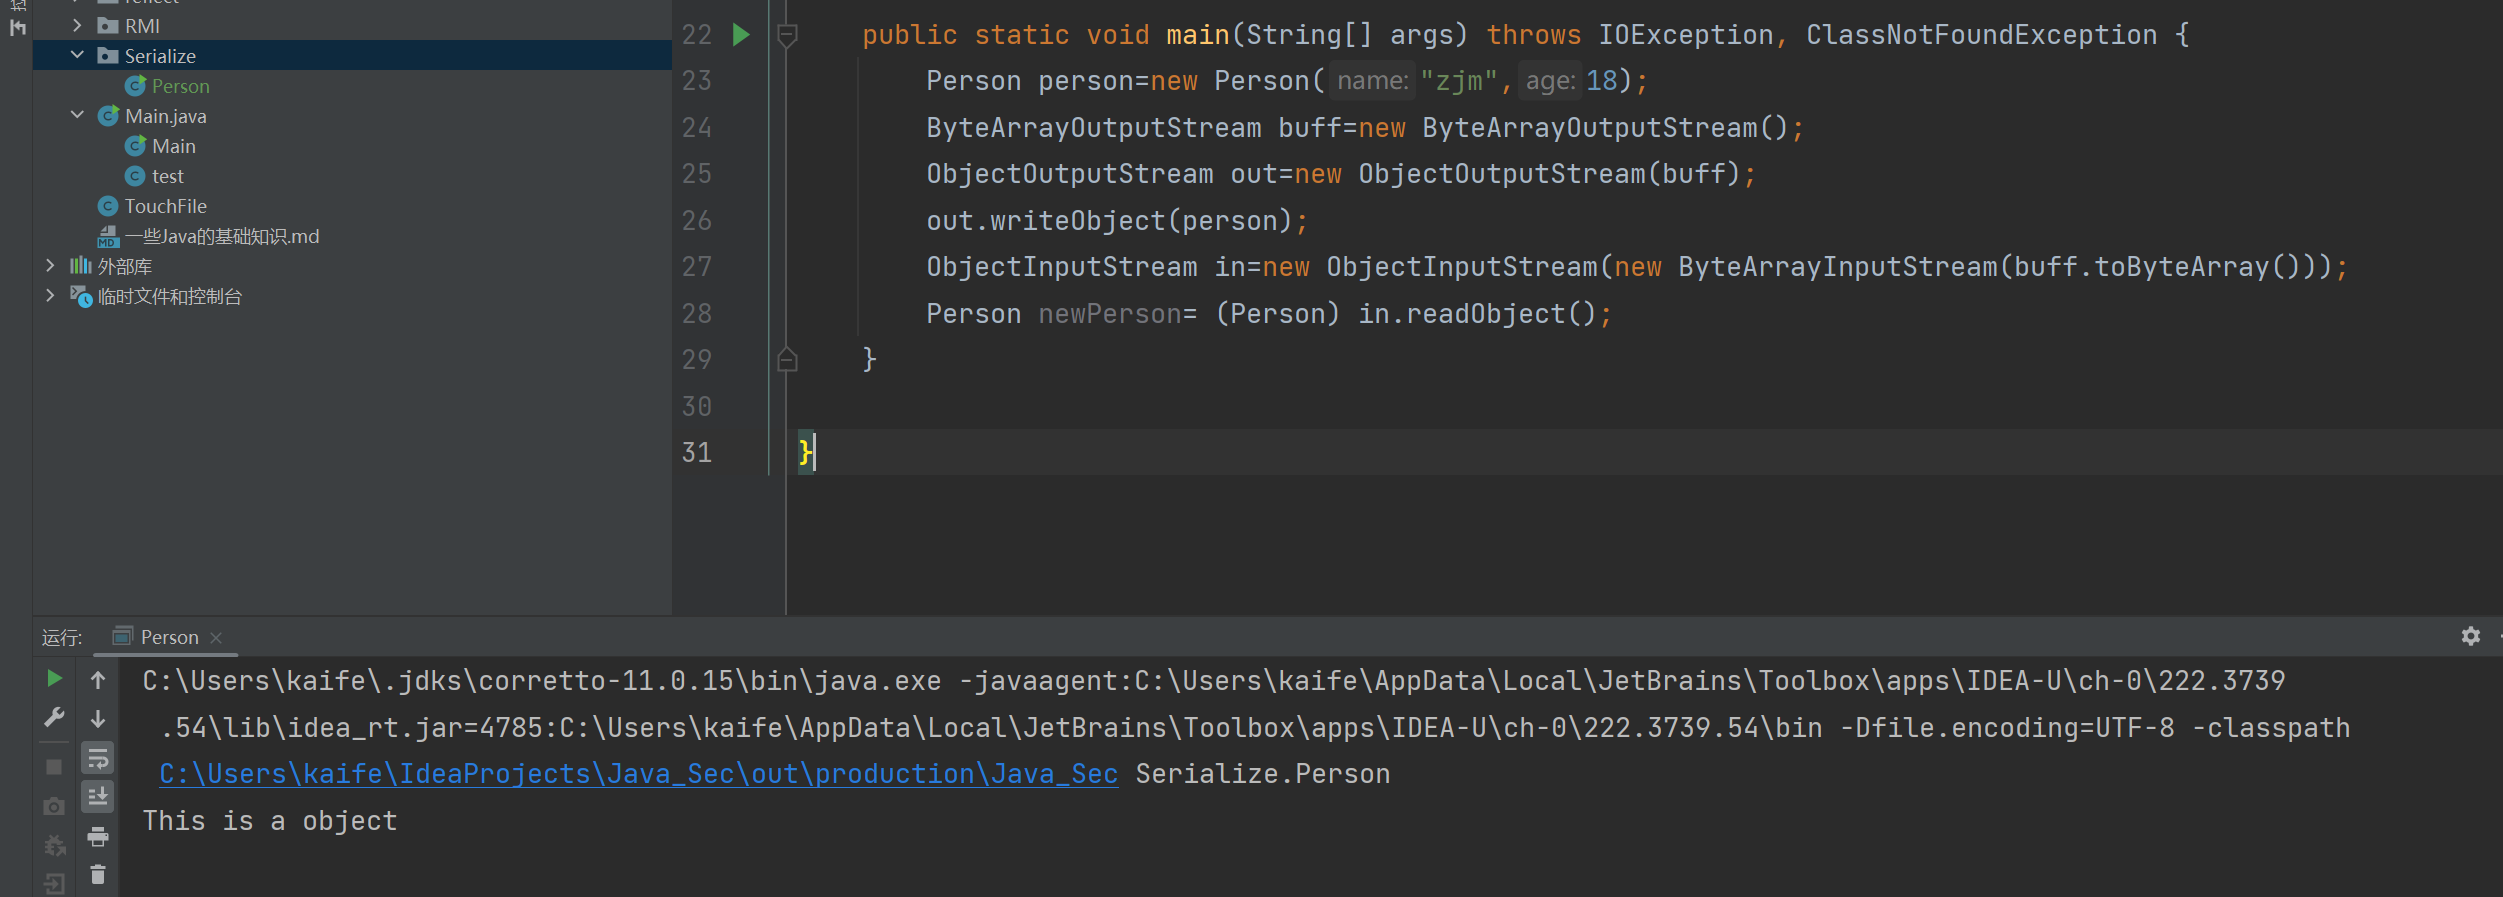 reflect
RMI
Serialize
Person
Main.java
Main
test
TouchFile
一些Java的基础知识.md
外部库
临时文件和控制台
22 public static void main(String[] args) throws IOException, ClassNotFoundException {
23 Person person=new Person( name: "zjm", age: 18);
24 ByteArrayOutputStream buff=new ByteArrayOutputStream();
25 ObjectOutputStream out=new ObjectOutputStream(buff);
26 out.writeObject(person);
27 ObjectInputStream in=new ObjectInputStream(new ByteArrayInputStream(buff.toByteArray()));
28 Person newPerson= (Person) in.readObject();
29 }
30
31 }
运行: Person
C:\Users\kaife\.jdks\corretto-11.0.15\bin\java.exe -javaagent:C:\Users\kaife\AppData\Local\JetBrains\Toolbox\apps\IDEA-U\ch-0\222.3739
.54\lib\idea_rt.jar=4785:C:\Users\kaife\AppData\Local\JetBrains\Toolbox\apps\IDEA-U\ch-0\222.3739.54\bin -Dfile.encoding=UTF-8 -classpath
C:\Users\kaife\IdeaProjects\Java_Sec\out\production\Java_Sec Serialize.Person
This is a object